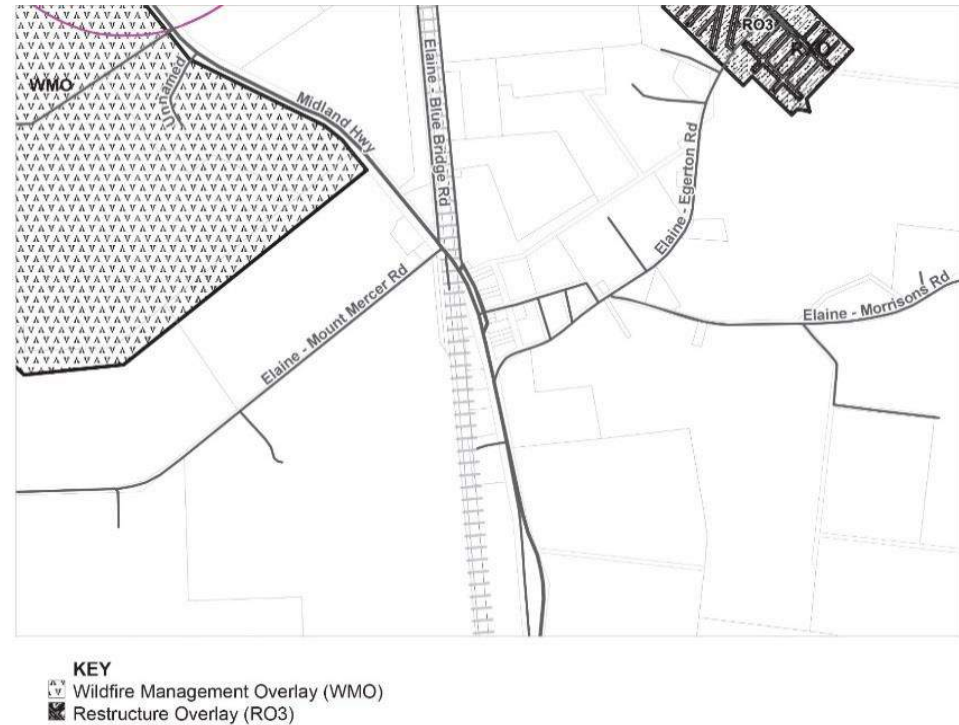 RO3
WMO
Unnamed
Midland Hwy
Elaine - Blue Bridge Rd
Elaine - Egerton Rd
Elaine - Mount Mercer Rd
Elaine - Morrisons Rd
KEY
Wildfire Management Overlay (WMO)
Restructure Overlay (RO3)